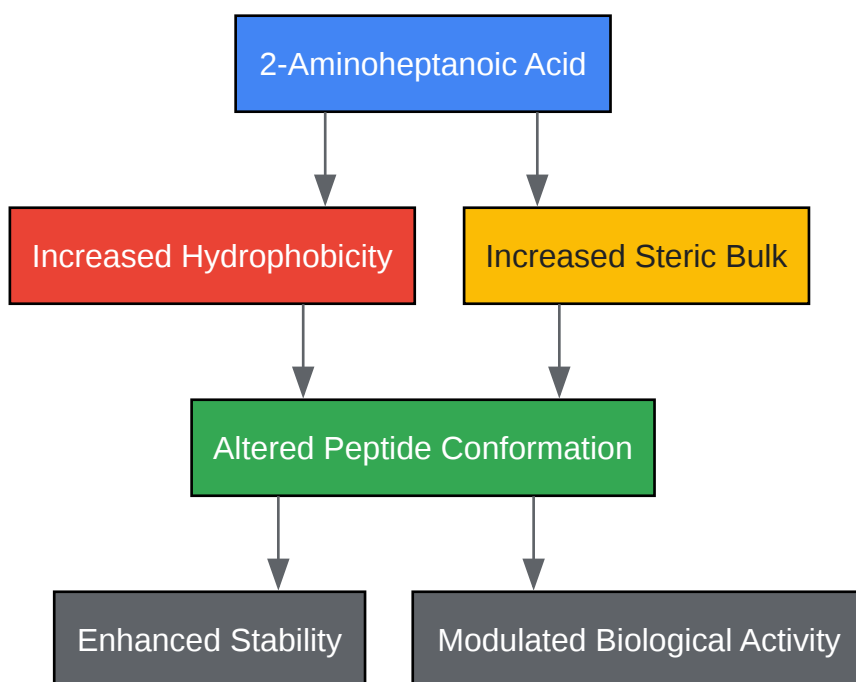 2-Aminoheptanoic Acid
Increased Hydrophobicity
Increased Steric Bulk
Altered Peptide Conformation
Enhanced Stability
Modulated Biological Activity